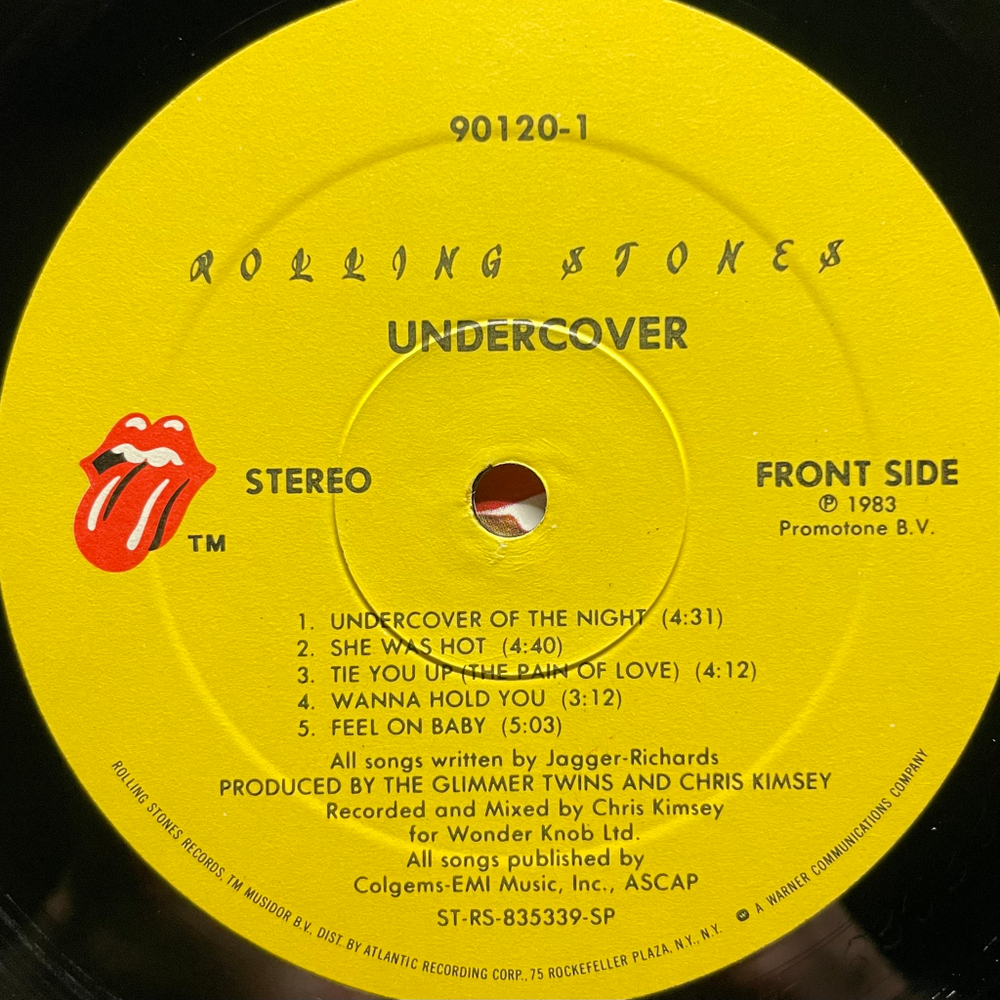 90120-1
ROLLING STONES
UNDERCOVER
TM
STEREO
FRONT SIDE
℗ 1983
Promotone B.V.
1. UNDERCOVER OF THE NIGHT (4:31)
2. SHE WAS HOT (4:40)
3. TIE YOU UP (THE PAIN OF LOVE) (4:12)
4. WANNA HOLD YOU (3:12)
5. FEEL ON BABY (5:03)
All songs written by Jagger-Richards
PRODUCED BY THE GLIMMER TWINS AND CHRIS KIMSEY
Recorded and Mixed by Chris Kimsey
for Wonder Knob Ltd.
All songs published by
Colgems-EMI Music, Inc., ASCAP
ST-RS-835339-SP
ROLLING STONES RECORDS, TM MUSIDOR B.V., DIST. BY ATLANTIC RECORDING CORP., 75 ROCKEFELLER PLAZA, N.Y., N.Y. A WARNER COMMUNICATIONS COMPANY